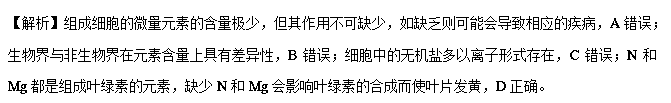 【解析】组成细胞的微量元素的含量极少，但其作用不可缺少，如缺乏则可能会导致相应的疾病，A 错误；
生物界与非生物界在元素含量上具有差异性，B 错误；细胞中的无机盐多以离子形式存在，C 错误；N 和
Mg 都是组成叶绿素的元素，缺少 N 和 Mg 会影响叶绿素的合成而使叶片发黄，D 正确。